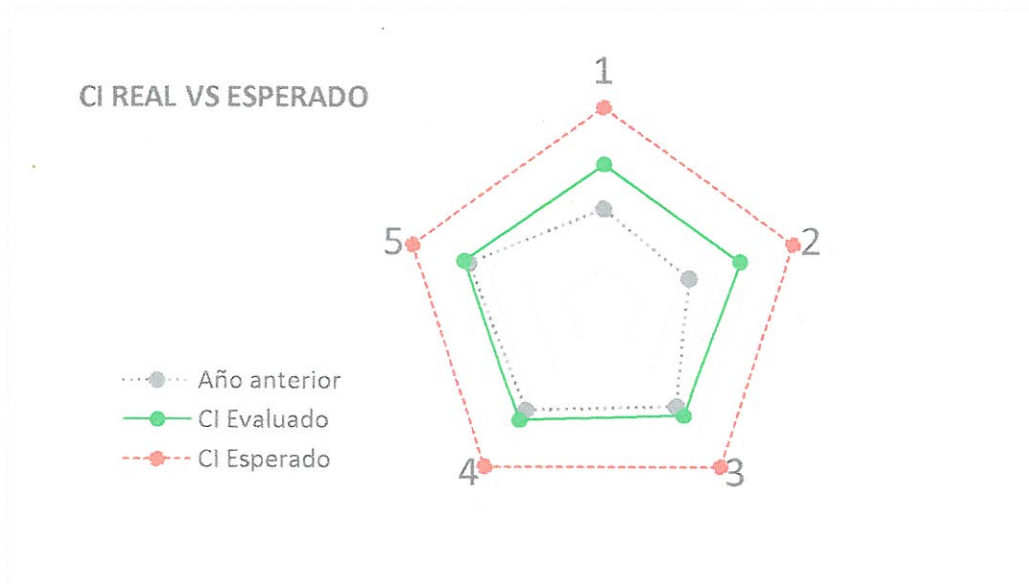 CI REAL VS ESPERADO
1
2
3
4
5
Año anterior
CI Evaluado
CI Esperado